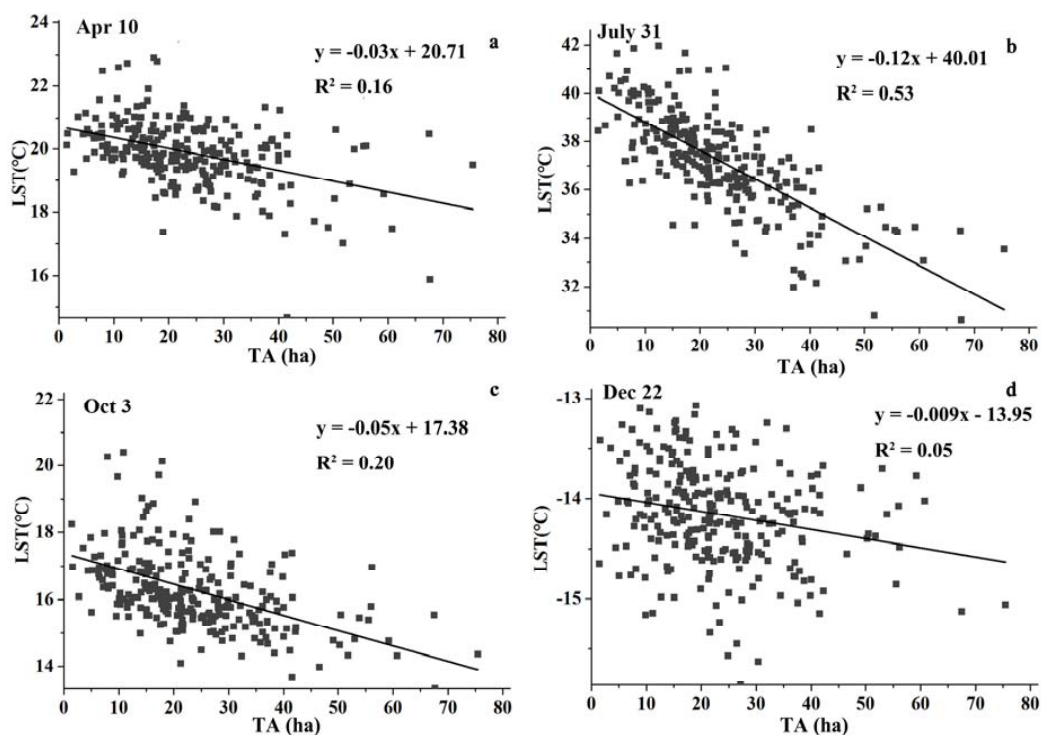 Apr 10
a
y = -0.03x + 20.71
R² = 0.16
24
22
20
18
16
LST(°C)
0 10 20 30 40 50 60 70 80
TA (ha)
July 31
b
y = -0.12x + 40.01
R² = 0.53
42
40
38
36
34
32
LST(°C)
0 10 20 30 40 50 60 70 80
TA (ha)
Oct 3
c
y = -0.05x + 17.38
R² = 0.20
22
20
18
16
14
LST(°C)
0 10 20 30 40 50 60 70 80
TA (ha)
Dec 22
d
y = -0.009x - 13.95
R² = 0.05
-13
-14
-15
LST(°C)
0 10 20 30 40 50 60 70 80
TA (ha)